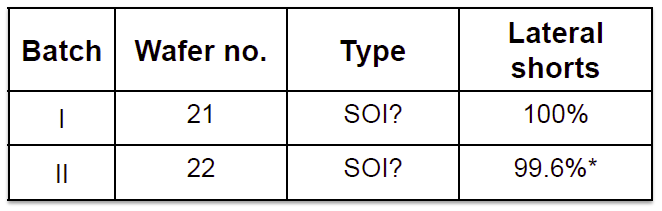 Batch Wafer no. Type Lateral shorts
I 21 SOI? 100%
II 22 SOI? 99.6%*